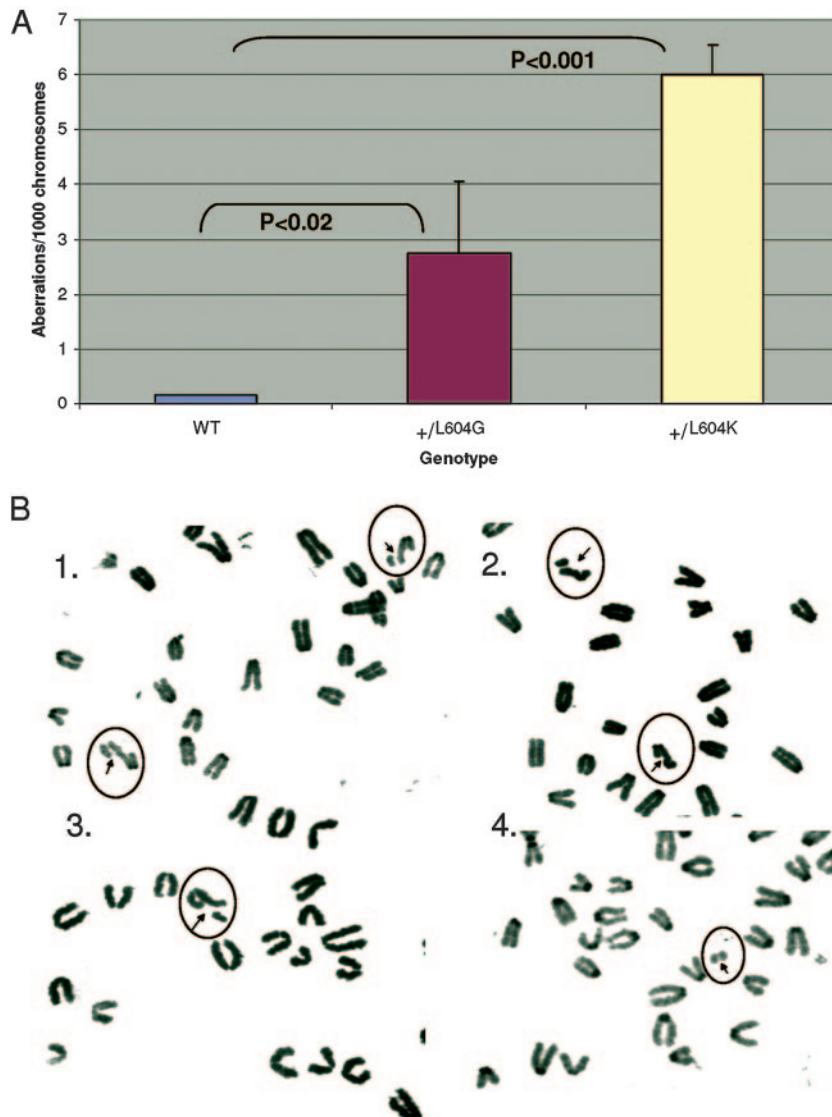 A
7
6
5
4
3
2
1
0
Aberrations/1000 chromosomes
P<0.001
P<0.02
WT
+/L604G
+/L604K
Genotype
B
1.
2.
3.
4.